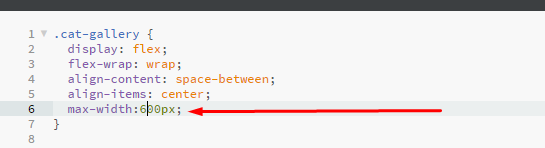 1 .cat-gallery {
2 display: flex;
3 flex-wrap: wrap;
4 align-content: space-between;
5 align-items: center;
6 max-width:600px;
7 }
8